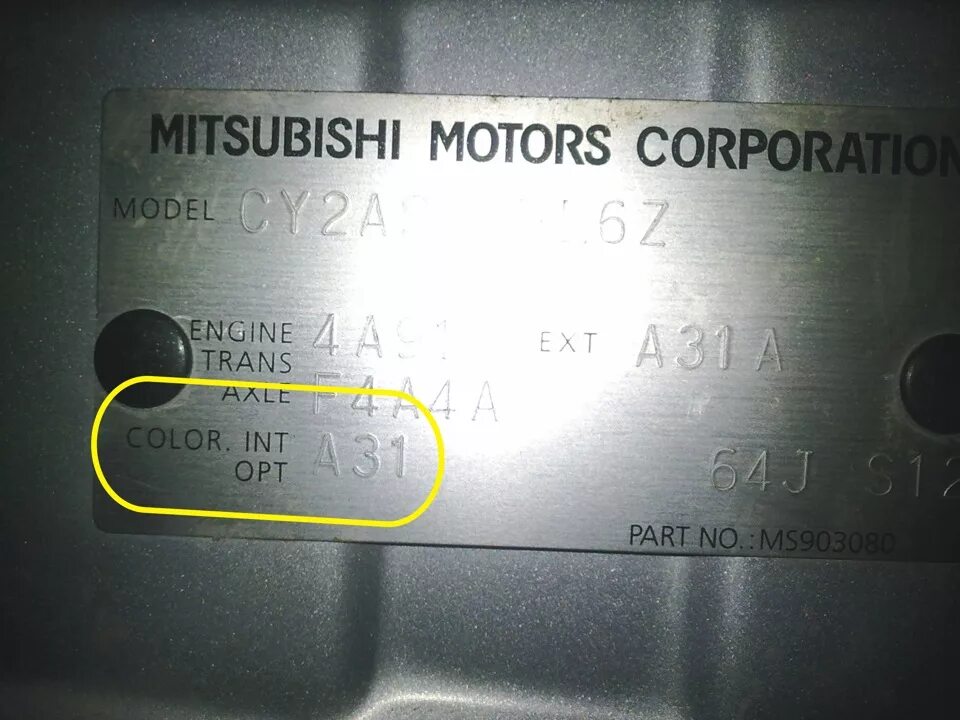 MITSUBISHI MOTORS CORPORATION
MODEL CY2A 6Z
ENGINE 4A91 EXT A31A
TRANS
AXLE F4A4A
COLOR. INT A31
OPT 64J S12
PART NO.: MS903080